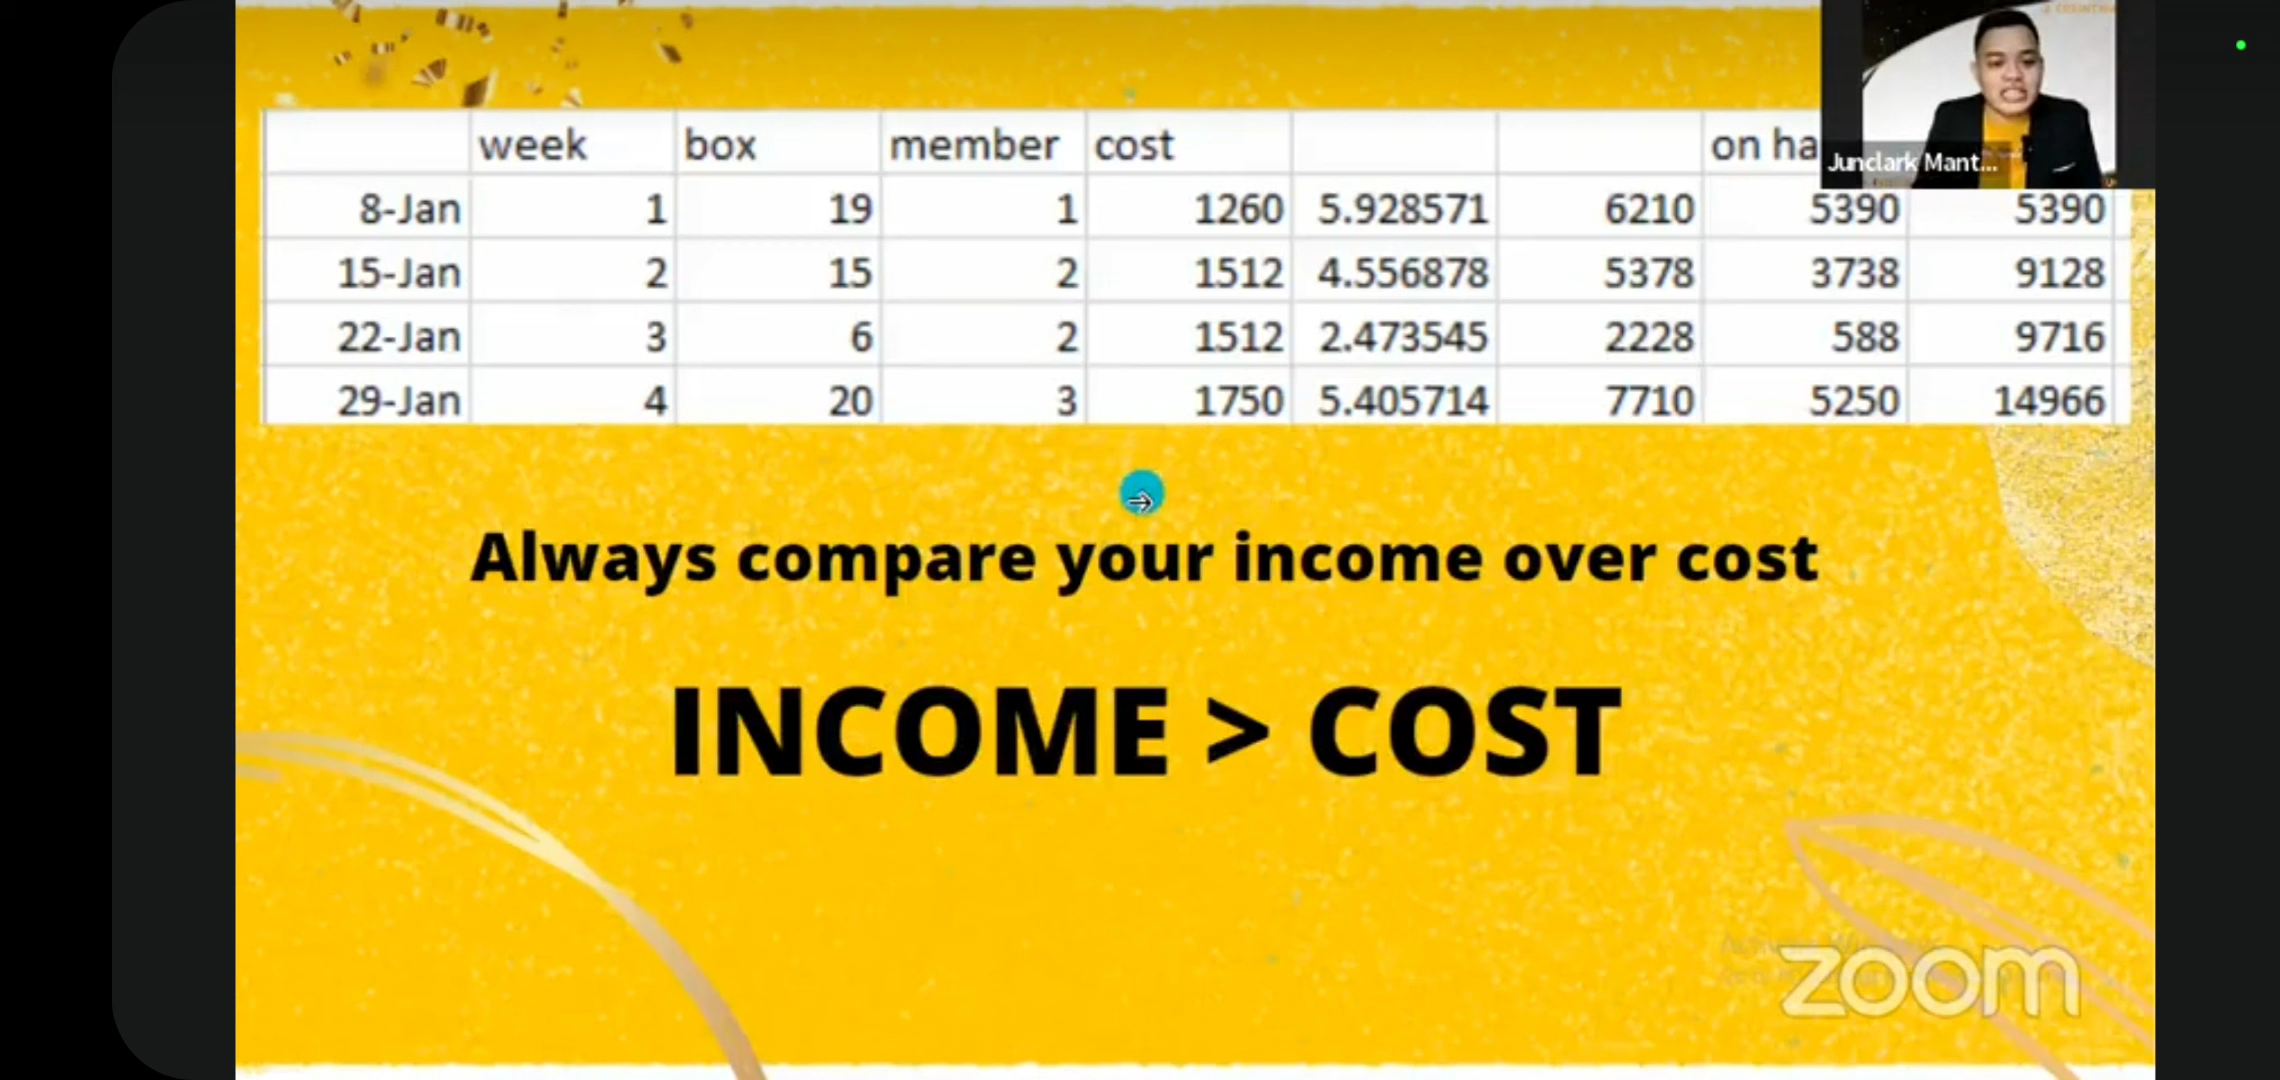 week box member cost on ha
Junclark Mant...
8-Jan 1 19 1 1260 5.928571 6210 5390 5390
15-Jan 2 15 2 1512 4.556878 5378 3738 9128
22-Jan 3 6 2 1512 2.473545 2228 588 9716
29-Jan 4 20 3 1750 5.405714 7710 5250 14966
Always compare your income over cost
INCOME > COST
zoom